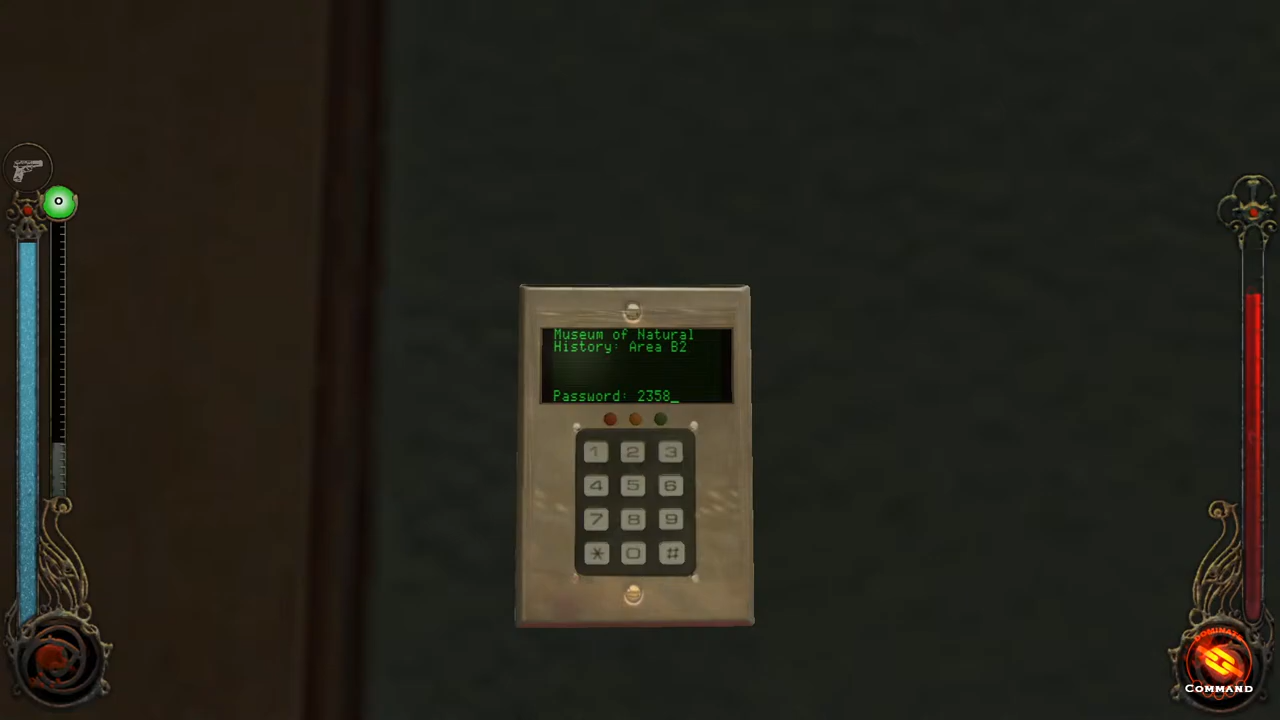 Museum of Natural
History: Area B2
Password: 2358_
1 2 3
4 5 6
7 8 9
* 0 #
DOMINATE
COMMAND